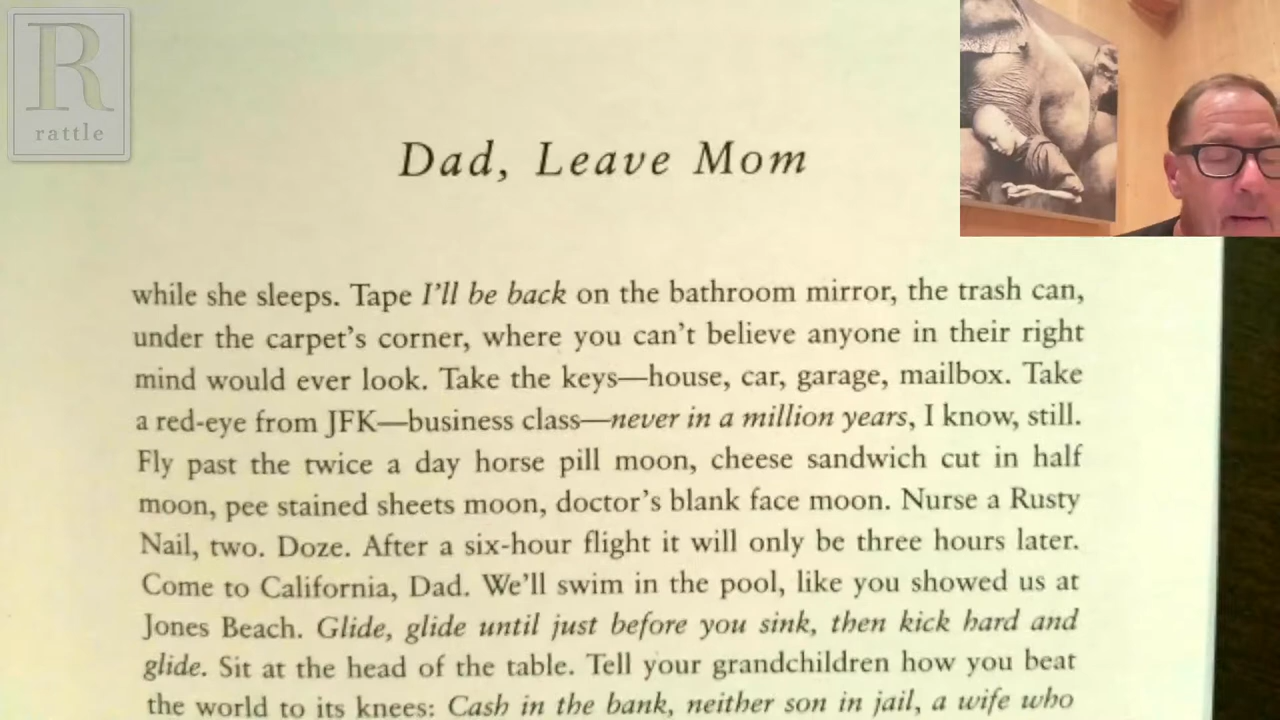 R
rattle
Dad, Leave Mom
while she sleeps. Tape I'll be back on the bathroom mirror, the trash can,
under the carpet's corner, where you can't believe anyone in their right
mind would ever look. Take the keys—house, car, garage, mailbox. Take
a red-eye from JFK—business class—never in a million years, I know, still.
Fly past the twice a day horse pill moon, cheese sandwich cut in half
moon, pee stained sheets moon, doctor's blank face moon. Nurse a Rusty
Nail, two. Doze. After a six-hour flight it will only be three hours later.
Come to California, Dad. We'll swim in the pool, like you showed us at
Jones Beach. Glide, glide until just before you sink, then kick hard and
glide. Sit at the head of the table. Tell your grandchildren how you beat
the world to its knees: Cash in the bank, neither son in jail, a wife who